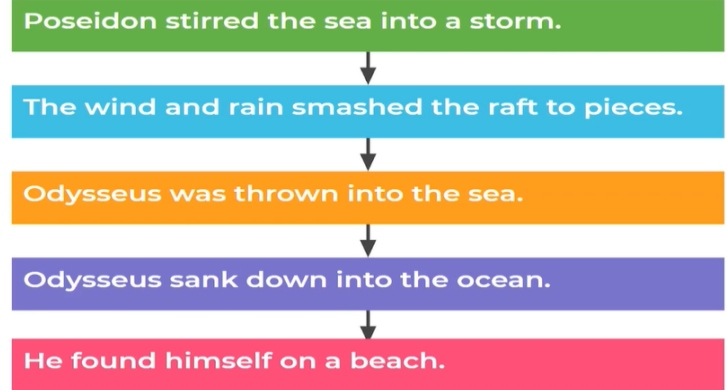 Poseidon stirred the sea into a storm.
The wind and rain smashed the raft to pieces.
Odysseus was thrown into the sea.
Odysseus sank down into the ocean.
He found himself on a beach.